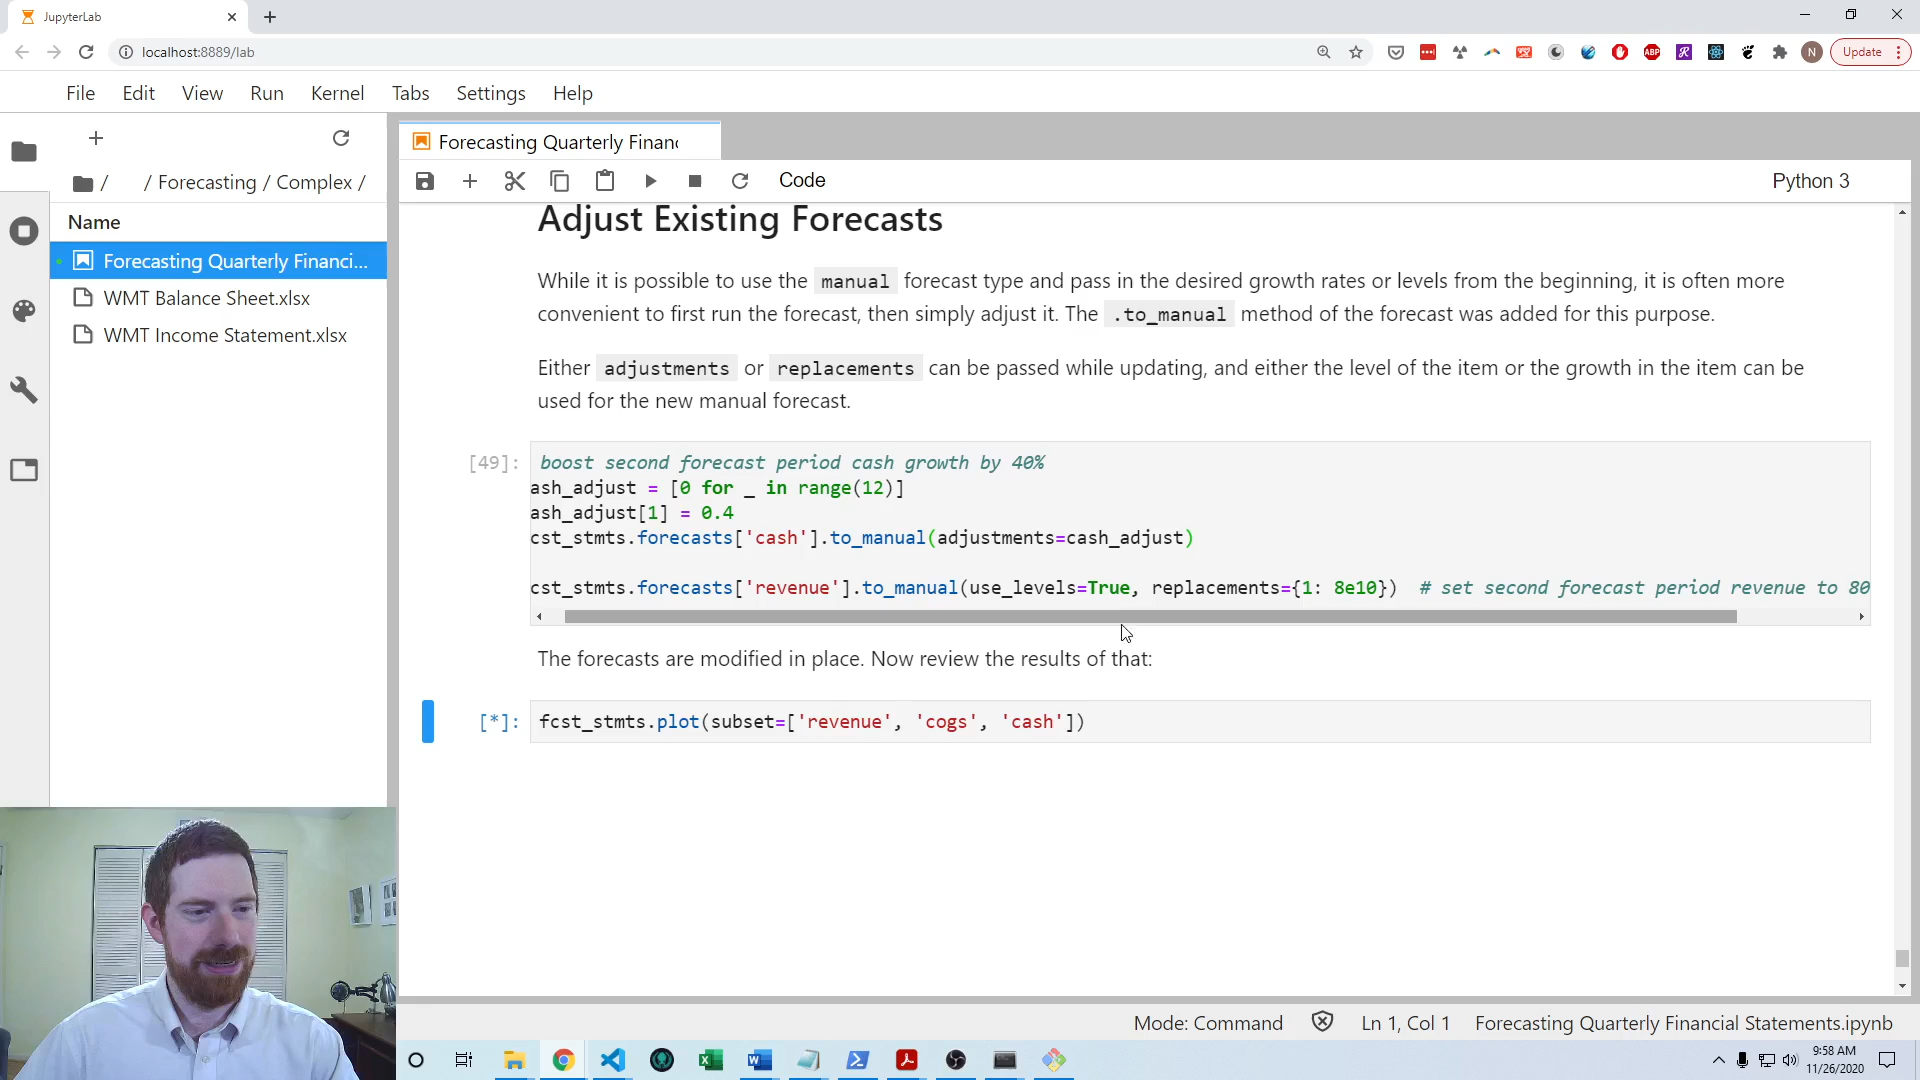 JupyterLab
localhost:8889/lab
N
Update
File Edit View Run Kernel Tabs Settings Help
/ / Forecasting / Complex /
Name
Forecasting Quarterly Financi...
WMT Balance Sheet.xlsx
WMT Income Statement.xlsx
Forecasting Quarterly Finan
Code
Python 3
Adjust Existing Forecasts
While it is possible to use the manual forecast type and pass in the desired growth rates or levels from the beginning, it is often more
convenient to first run the forecast, then simply adjust it. The .to_manual method of the forecast was added for this purpose.
Either adjustments or replacements can be passed while updating, and either the level of the item or the growth in the item can be
used for the new manual forecast.
[49]:
boost second forecast period cash growth by 40%
ash_adjust = [0 for _ in range(12)]
ash_adjust[1] = 0.4
cst_stmts.forecasts['cash'].to_manual(adjustments=cash_adjust)
cst_stmts.forecasts['revenue'].to_manual(use_levels=True, replacements={1: 8e10}) # set second forecast period revenue to 80
The forecasts are modified in place. Now review the results of that:
[*]: fcst_stmts.plot(subset=['revenue', 'cogs', 'cash'])
Mode: Command
Ln 1, Col 1
Forecasting Quarterly Financial Statements.ipynb
9:58 AM
11/26/2020